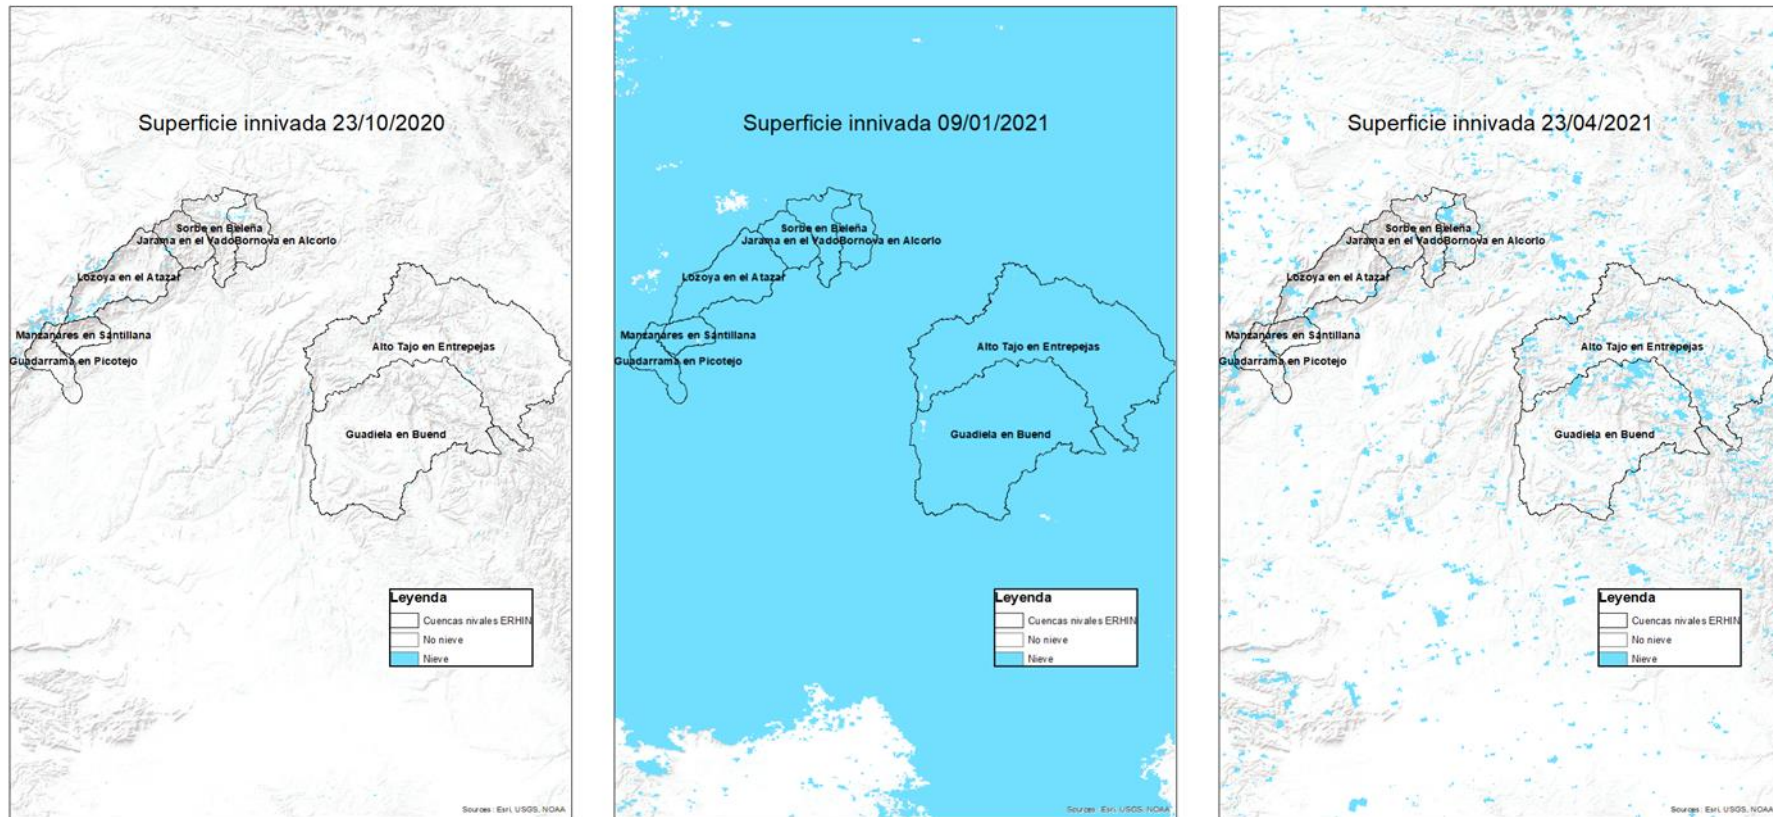 Superficie innivada 23/10/2020
Sorbe en Beleña
Jarama en el VadoBornova en Alcorlo
Lozoya en el Atazar
Manzanares en Santillana
Guadarrama en Picotejo
Alto Tajo en Entrepejas
Guadiela en Buend
Leyenda
Cuencas nivales ERHIN
No nieve
Nieve
Sources: Esri, USGS, NOAA
Superficie innivada 09/01/2021
Sorbe en Beleña
Jarama en el VadoBornova en Alcorlo
Lozoya en el Atazar
Manzanares en Santillana
Guadarrama en Picotejo
Alto Tajo en Entrepejas
Guadiela en Buend
Leyenda
Cuencas nivales ERHIN
No nieve
Nieve
Sources: Esri, USGS, NOAA
Superficie innivada 23/04/2021
Sorbe en Beleña
Jarama en el VadoBornova en Alcorlo
Lozoya en el Atazar
Manzanares en Santillana
Guadarrama en Picotejo
Alto Tajo en Entrepejas
Guadiela en Buend
Leyenda
Cuencas nivales ERHIN
No nieve
Nieve
Sources: Esri, USGS, NOAA